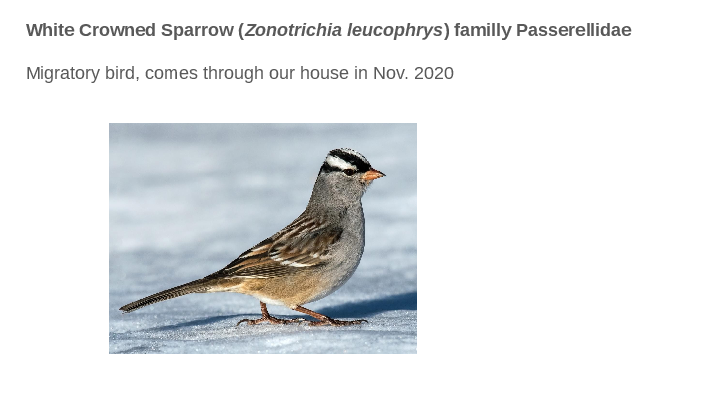 White Crowned Sparrow (Zonotrichia leucophrys) familly Passerellidae
Migratory bird, comes through our house in Nov. 2020